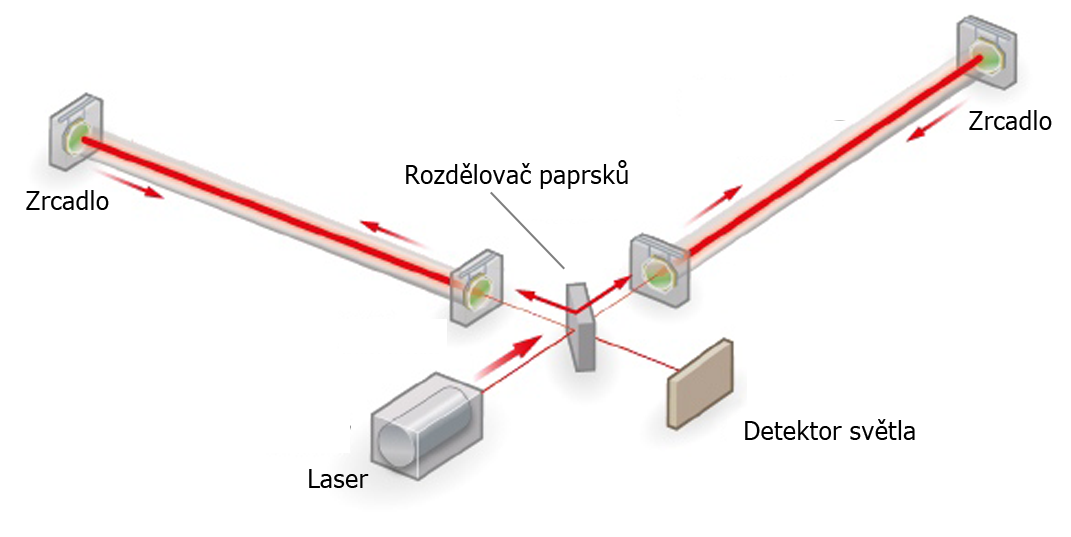 Zrcadlo
Rozdělovač paprsků
Zrcadlo
Detektor světla
Laser